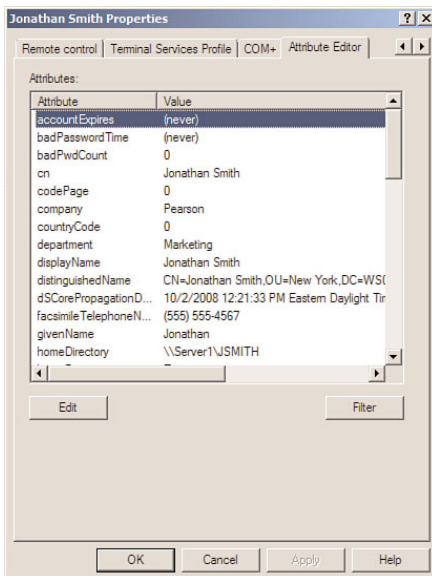 Jonathan Smith Properties
Remote control Terminal Services Profile COM+ Attribute Editor
Attributes:
Attribute Value
accountExpires (never)
badPasswordTime (never)
badPwdCount 0
cn Jonathan Smith
codePage 0
company Pearson
countryCode 0
department Marketing
displayName Jonathan Smith
distinguishedName CN=Jonathan Smith,OU=New York,DC=WS(
dSCorePropagationD... 10/2/2008 12:21:33 PM Eastern Daylight Tir
facsimileTelephoneN... (555) 555-4567
givenName Jonathan
homeDirectory \\Server1\JSMITH
Edit Filter
OK Cancel Apply Help